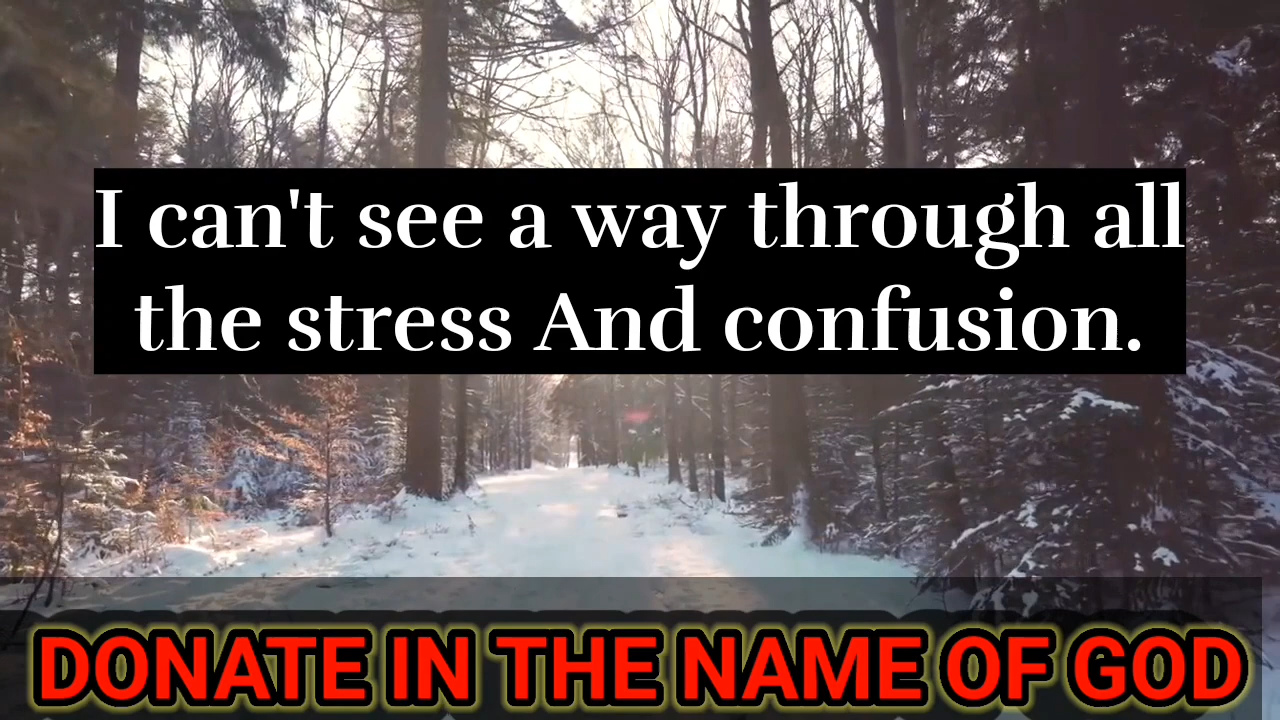 I can't see a way through all
the stress And confusion.
DONATE IN THE NAME OF GOD